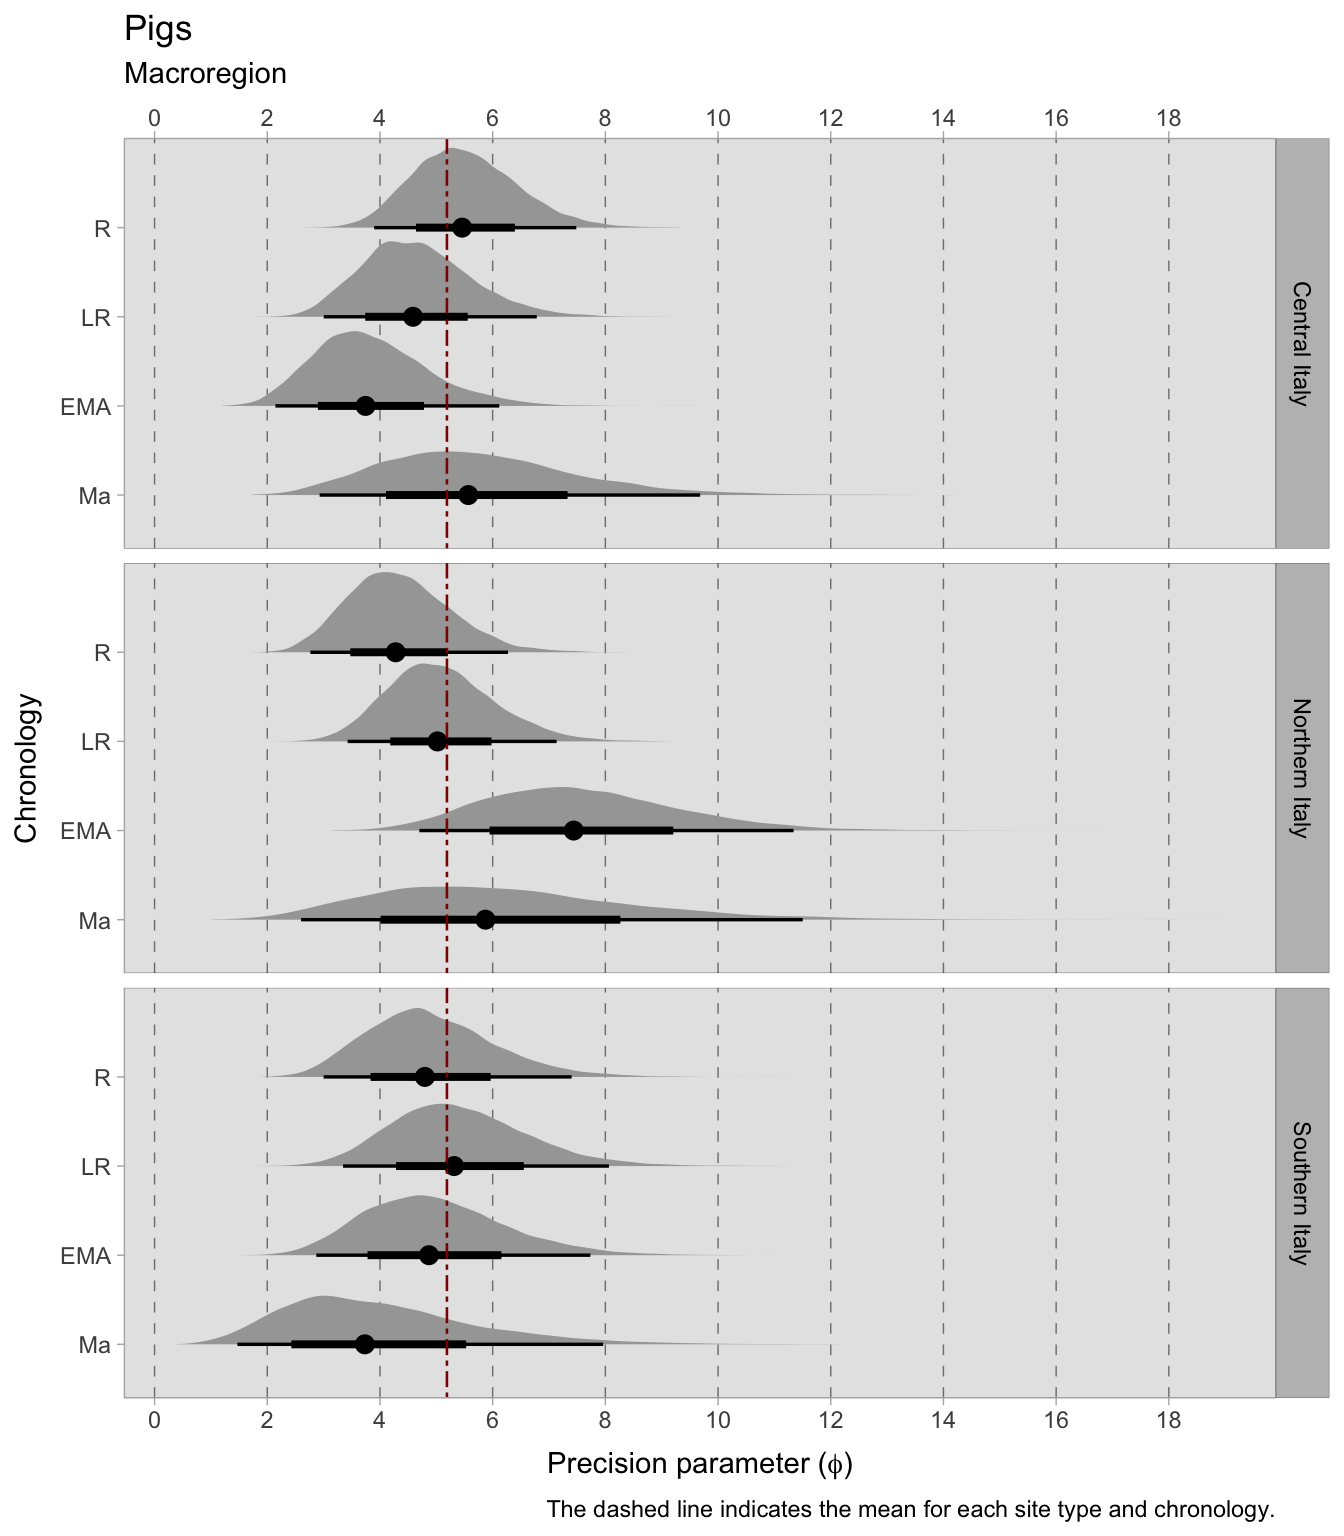 Pigs
Macroregion
0 2 4 6 8 10 12 14 16 18
R
LR
EMA
Ma
Central Italy
R
LR
EMA
Ma
Northern Italy
R
LR
EMA
Ma
Southern Italy
Chronology
0 2 4 6 8 10 12 14 16 18
Precision parameter (ϕ)
The dashed line indicates the mean for each site type and chronology.